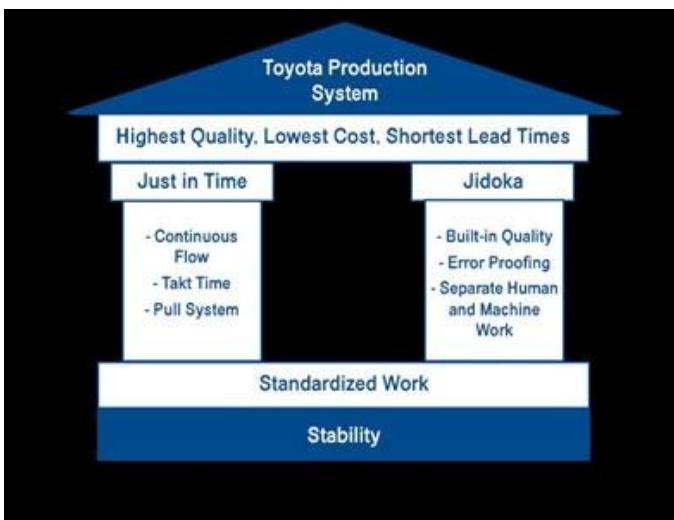 Toyota Production
System
Highest Quality, Lowest Cost, Shortest Lead Times
Just in Time
- Continuous
Flow
- Takt Time
- Pull System
Jidoka
- Built-in Quality
- Error Proofing
- Separate Human
and Machine
Work
Standardized Work
Stability